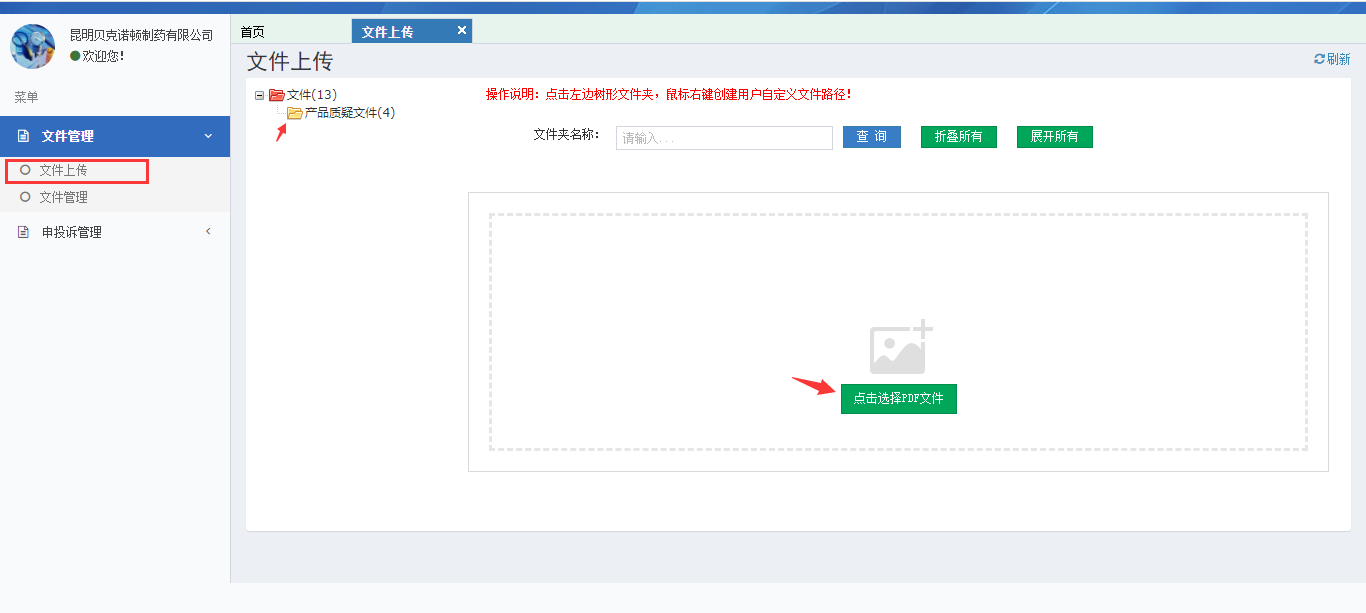 昆明贝克诺顿制药有限公司
欢迎您!
菜单
文件管理
文件上传
文件管理
申投诉管理
首页
文件上传 ×
文件上传
刷新
文件(13)
产品质疑文件(4)
操作说明：点击左边树形文件夹，鼠标右键创建用户自定义文件路径!
文件夹名称： 请输入... 查 询 折叠所有 展开所有
点击选择PDF文件